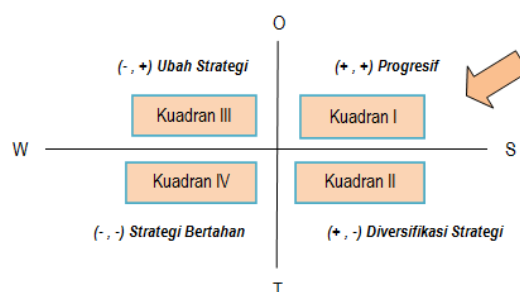 O
(- , +) Ubah Strategi (+ , +) Progresif
Kuadran III Kuadran I
W S
Kuadran IV Kuadran II
(- , -) Strategi Bertahan (+ , -) Diversifikasi Strategi
T